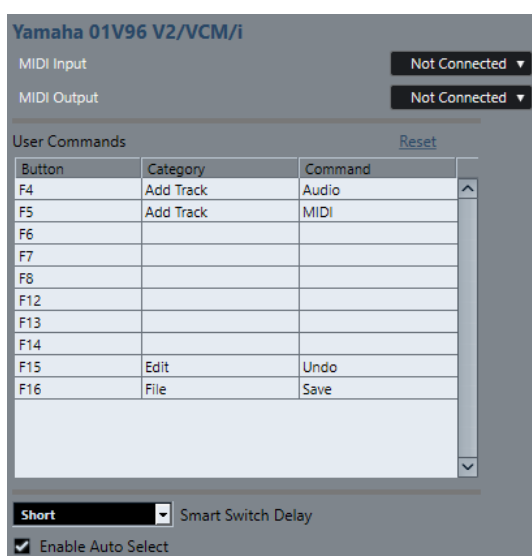 Yamaha 01V96 V2/VCM/i
MIDI Input Not Connected
MIDI Output Not Connected
User Commands Reset
Button Category Command
F4 Add Track Audio
F5 Add Track MIDI
F6
F7
F8
F12
F13
F14
F15 Edit Undo
F16 File Save
Short Smart Switch Delay
Enable Auto Select